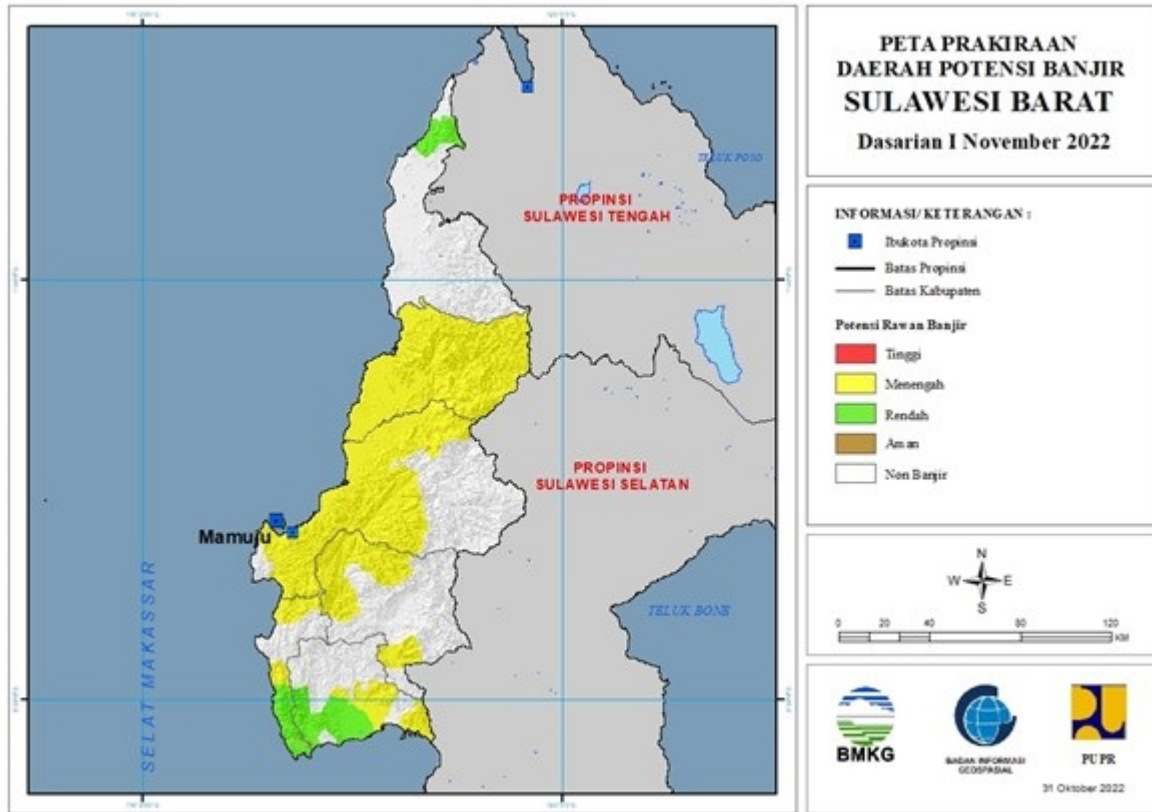 PETA PRAKIRAAN
DAERAH POTENSI BANJIR
SULAWESI BARAT
Dasarian I November 2022
TELUK POSO
PROPINSI
SULAWESI TENGAH
PROPINSI
SULAWESI SELATAN
Mamuju
SELAT MAKASSAR
TELUK BONE
INFORMASI/ KETERANGAN :
Ibukota Propinsi
Batas Propinsi
Batas Kabupaten
Potensi Rawan Banjir
Tinggi
Menengah
Rendah
Aman
Non Banjir
N
W E
S
0 20 40 80 120
KM
BMKG
BADAN INFORMASI
GEOSPASIAL
PUPR
31 Oktober 2022